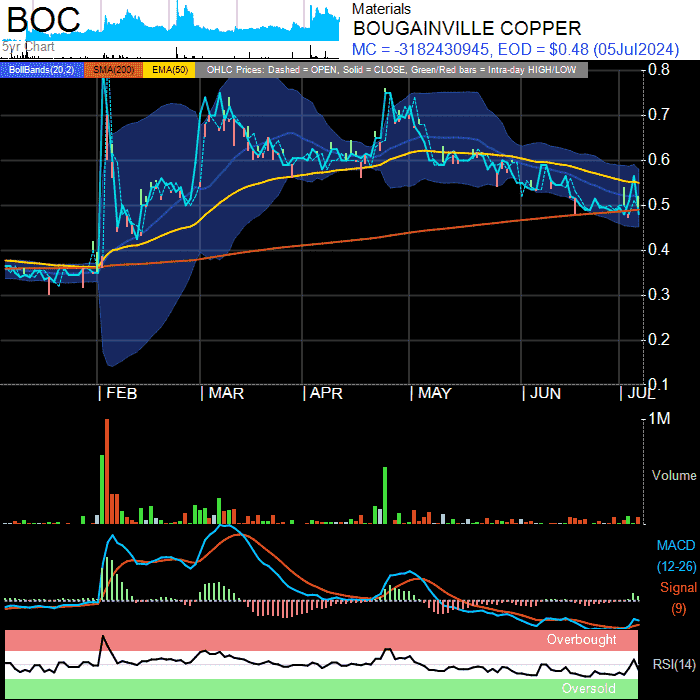 BOC
Materials
BOUGAINVILLE COPPER
MC = -3182430945, EOD = $0.48 (05Jul2024)
5yr Chart
BollBands(20,2) SMA(200) EMA(50) OHLC Prices: Dashed = OPEN, Solid = CLOSE, Green/Red bars = Intra-day HIGH/LOW
0.8
0.7
0.6
0.5
0.4
0.3
0.2
0.1
FEB MAR APR MAY JUN JUL
1M
Volume
MACD
(12-26)
Signal
(9)
Overbought
RSI(14)
Oversold